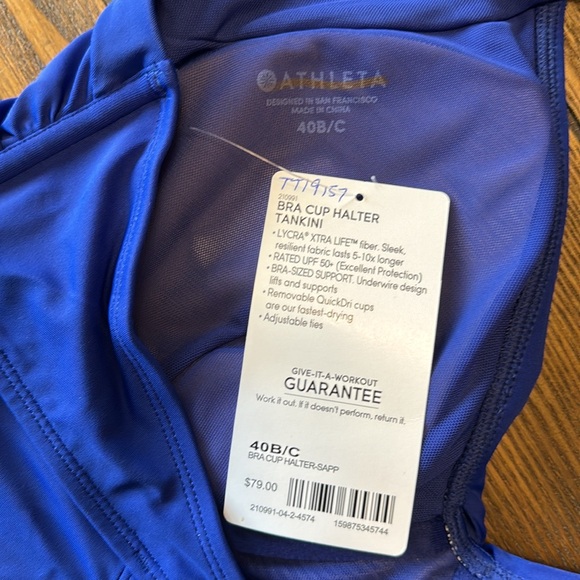 ATHLETA
DESIGNED IN SAN FRANCISCO
MADE IN CHINA
40B/C
TT19157
210991
BRA CUP HALTER
TANKINI
• LYCRA® XTRA LIFE™ fiber. Sleek,
resilient fabric lasts 5-10x longer
• RATED UPF 50+ (Excellent Protection)
• BRA-SIZED SUPPORT. Underwire design
lifts and supports
• Removable QuickDri cups
are our fastest-drying
• Adjustable ties
GIVE-IT-A-WORKOUT
GUARANTEE
Work it out. If it doesn't perform, return it.
40B/C
BRA CUP HALTER-SAPP
$79.00
210991-04-2-4574 159875345744